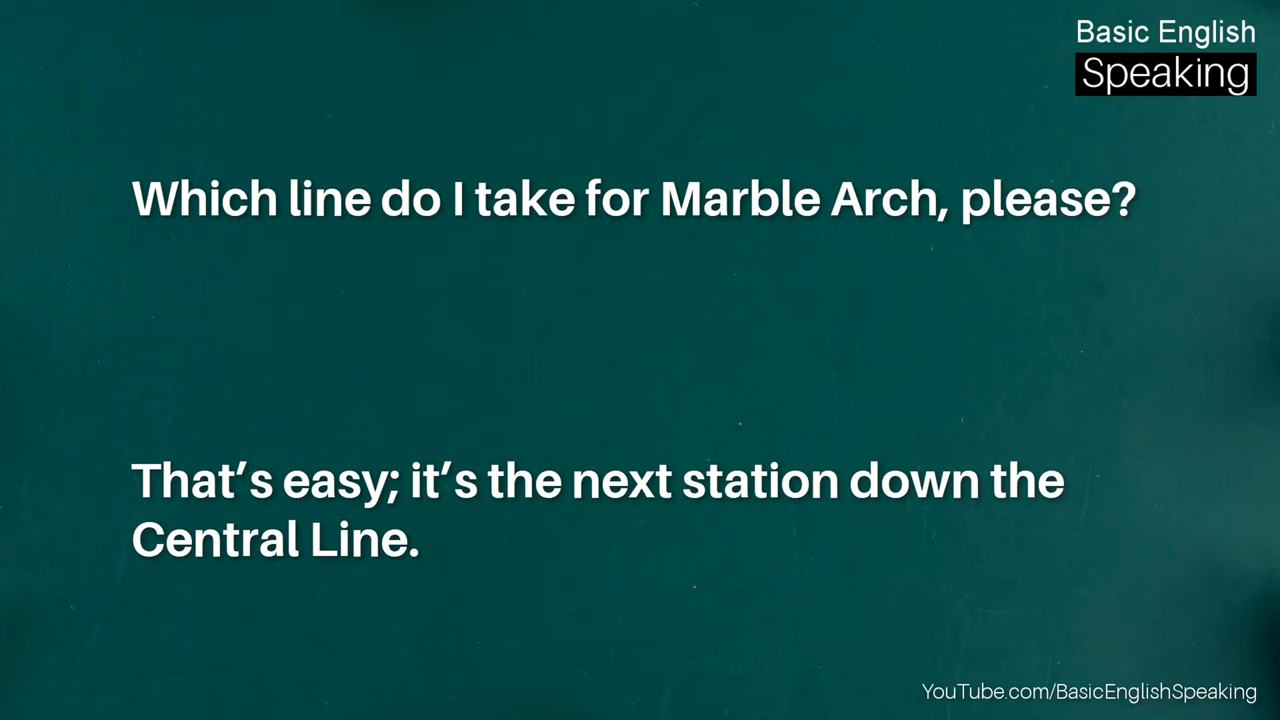 Basic English
Speaking
Which line do I take for Marble Arch, please?
That’s easy; it’s the next station down the
Central Line.
YouTube.com/BasicEnglishSpeaking